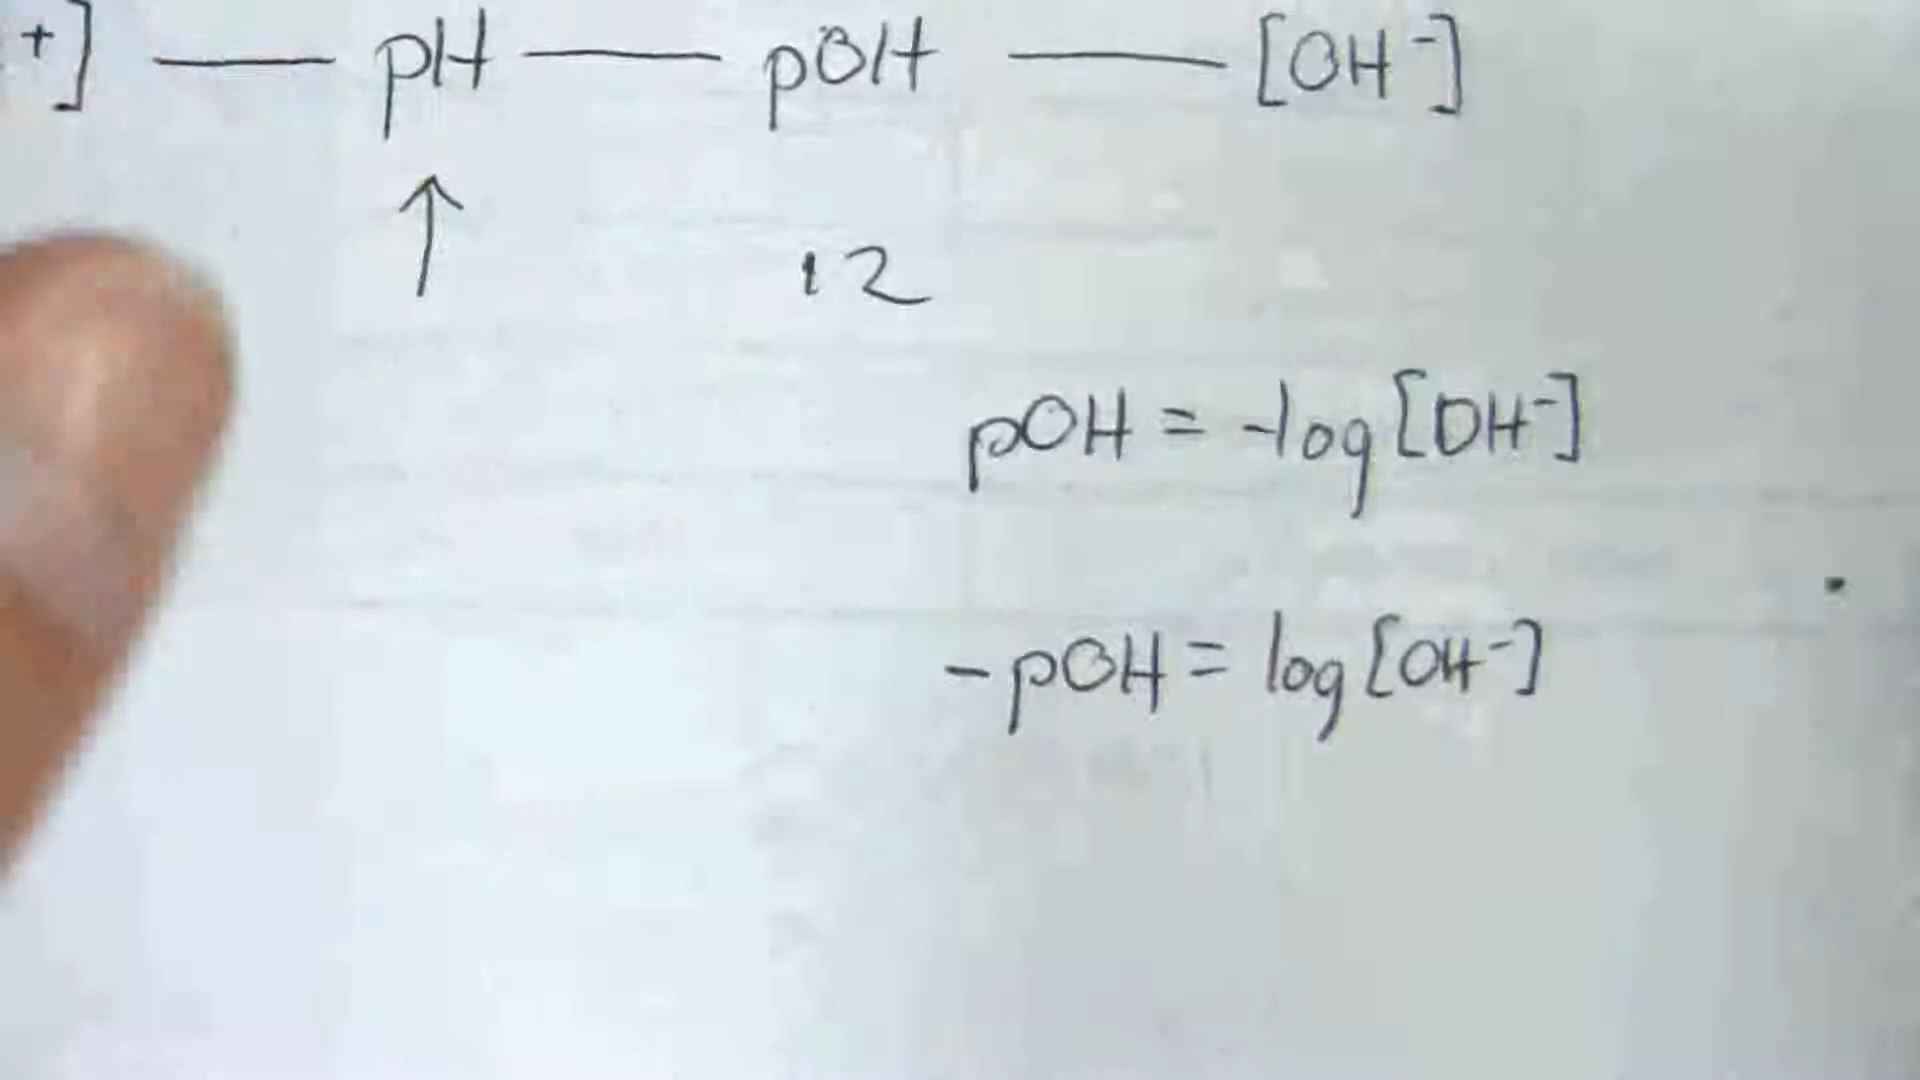 +] — pH — pOH — [OH⁻]
↑
12
pOH = -log[OH⁻]
-pOH = log[OH⁻]